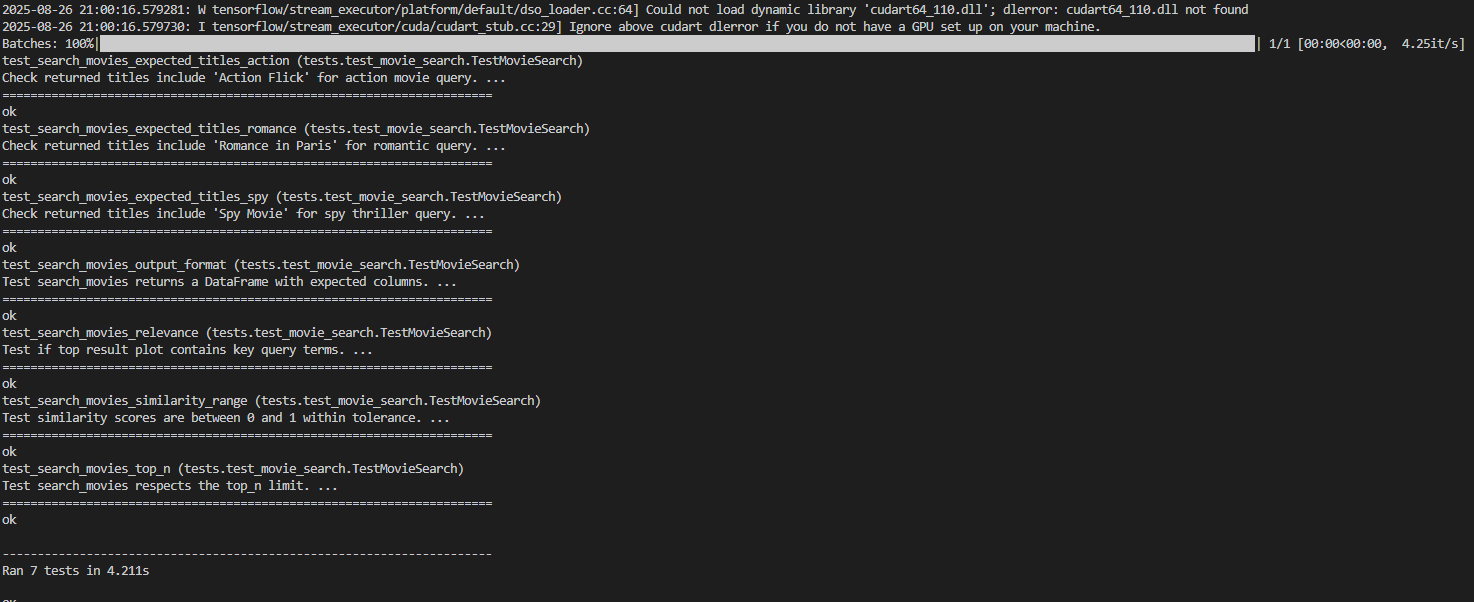 2025-08-26 21:00:16.579281: W tensorflow/stream_executor/platform/default/dso_loader.cc:64] Could not load dynamic library 'cudart64_110.dll'; dlerror: cudart64_110.dll not found
2025-08-26 21:00:16.579730: I tensorflow/stream_executor/cuda/cudart_stub.cc:29] Ignore above cudart dlerror if you do not have a GPU set up on your machine.
Batches: 100%| | 1/1 [00:00<00:00,  4.25it/s]
test_search_movies_expected_titles_action (tests.test_movie_search.TestMovieSearch)
Check returned titles include 'Action Flick' for action movie query. ...
======================================================================
ok
test_search_movies_expected_titles_romance (tests.test_movie_search.TestMovieSearch)
Check returned titles include 'Romance in Paris' for romantic query. ...
======================================================================
ok
test_search_movies_expected_titles_spy (tests.test_movie_search.TestMovieSearch)
Check returned titles include 'Spy Movie' for spy thriller query. ...
======================================================================
ok
test_search_movies_output_format (tests.test_movie_search.TestMovieSearch)
Test search_movies returns a DataFrame with expected columns. ...
======================================================================
ok
test_search_movies_relevance (tests.test_movie_search.TestMovieSearch)
Test if top result plot contains key query terms. ...
======================================================================
ok
test_search_movies_similarity_range (tests.test_movie_search.TestMovieSearch)
Test similarity scores are between 0 and 1 within tolerance. ...
======================================================================
ok
test_search_movies_top_n (tests.test_movie_search.TestMovieSearch)
Test search_movies respects the top_n limit. ...
======================================================================
ok
----------------------------------------------------------------------
Ran 7 tests in 4.211s